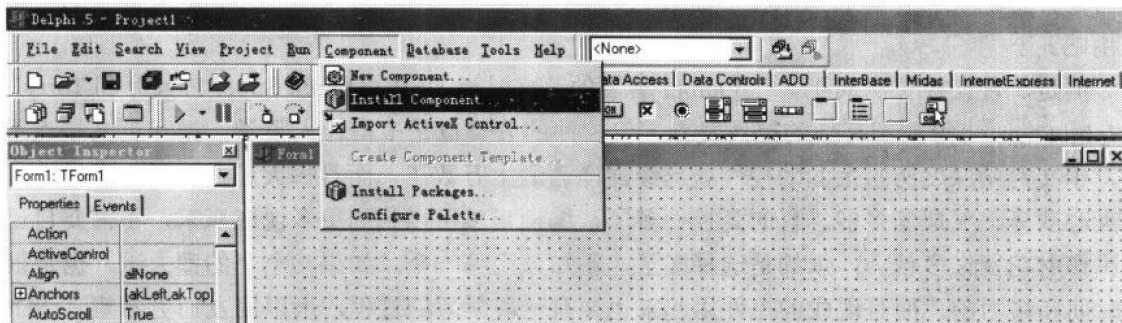 Delphi 5 - Project1
File Edit Search View Project Run Component Database Tools Help <None>
New Component...
Install Component...
Import ActiveX Control...
Create Component Template...
Install Packages...
Configure Palette...
ata Access Data Controls ADO InterBase Midas InternetExpress Internet
Object Inspector
Form1: TForm1
Properties Events
Action
ActiveControl
Align alNone
Anchors [akLeft,akTop]
AutoScroll True
Form1